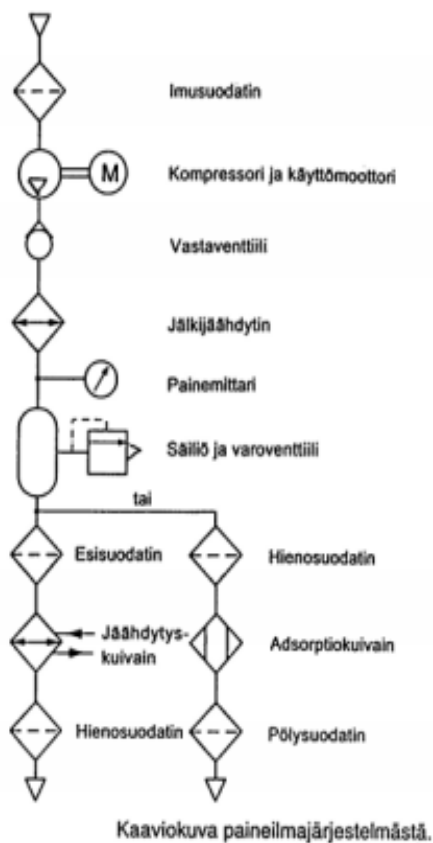 Imusuodatin
M
Kompressori ja käyttömoottori
Vastaventtiili
Jälkijäähdytin
Painemittari
Säiliö ja varoventtiili
tai
Esisuodatin
Hienosuodatin
Jäähdytys-
kuivain
Adsorptiokuivain
Hienosuodatin
Pölysuodatin
Kaaviokuva paineilmajärjestelmästä.